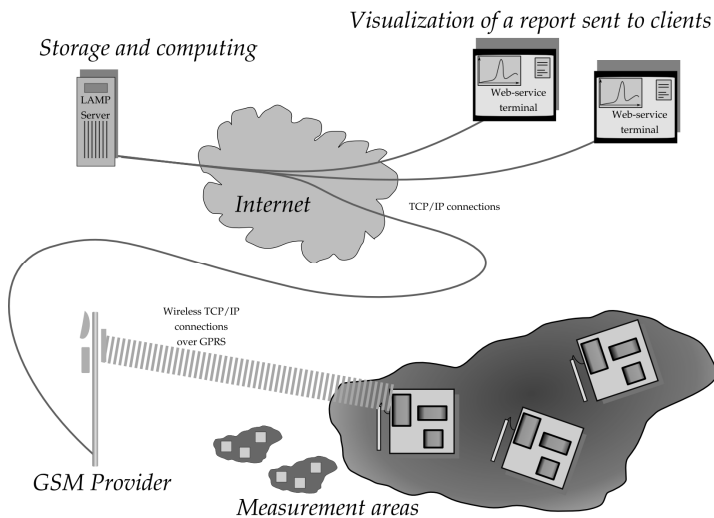 Visualization of a report sent to clients
Storage and computing
LAMP
Server
Web-service
terminal
Web-service
terminal
Internet
TCP/IP connections
Wireless TCP/IP
connections
over GPRS
GSM Provider
Measurement areas